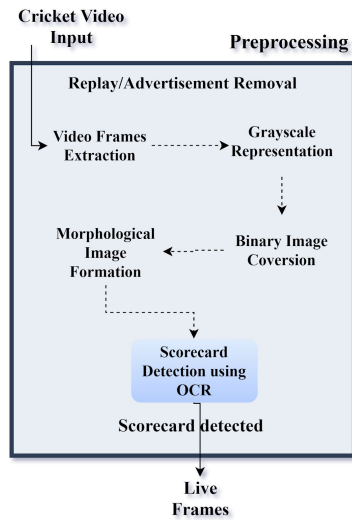 Cricket Video
Input
Preprocessing
Replay/Advertisement Removal
Video Frames
Extraction
Grayscale
Representation
Binary Image
Coversion
Morphological
Image
Formation
Scorecard
Detection using
OCR
Scorecard detected
Live
Frames